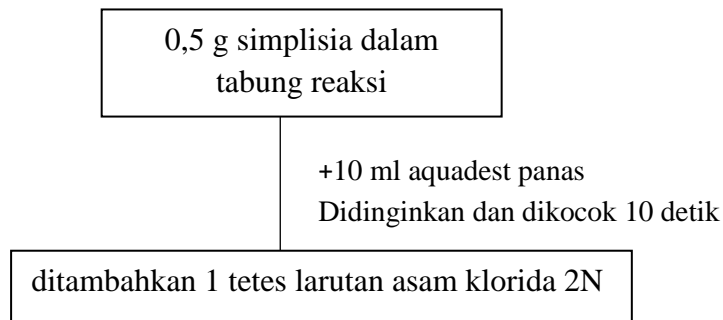 0,5 g simplisia dalam
tabung reaksi
+10 ml aquadest panas
Didinginkan dan dikocok 10 detik
ditambahkan 1 tetes larutan asam klorida 2N